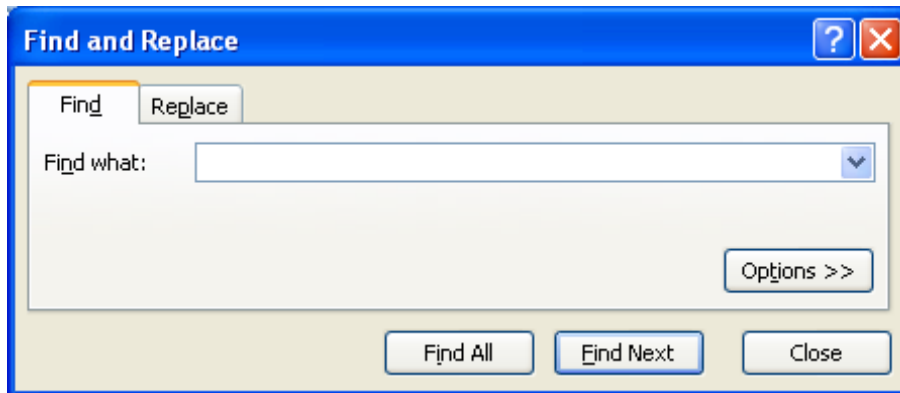 Find and Replace
Find Replace
Find what:
Options >>
Find All Find Next Close